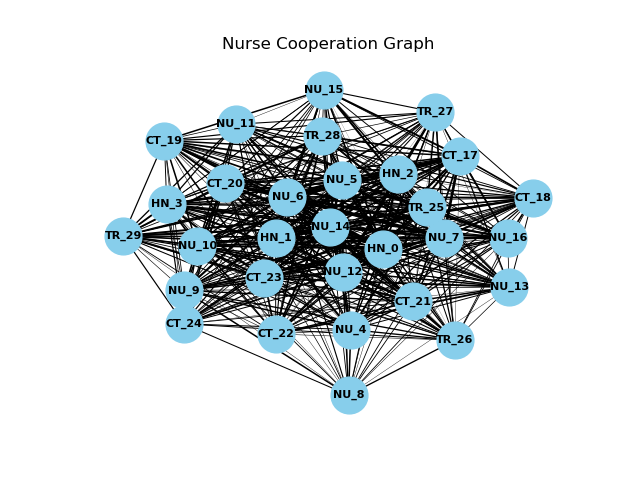 Nurse Cooperation Graph
NU_15
TR_27
NU_11
TR_28
CT_19
CT_17
HN_2
NU_5
CT_20
NU_6
CT_18
HN_3
TR_25
NU_14
TR_29
HN_1
NU_7
NU_16
NU_10
HN_0
NU_12
CT_23
NU_13
NU_9
CT_21
CT_24
NU_4
CT_22
TR_26
NU_8